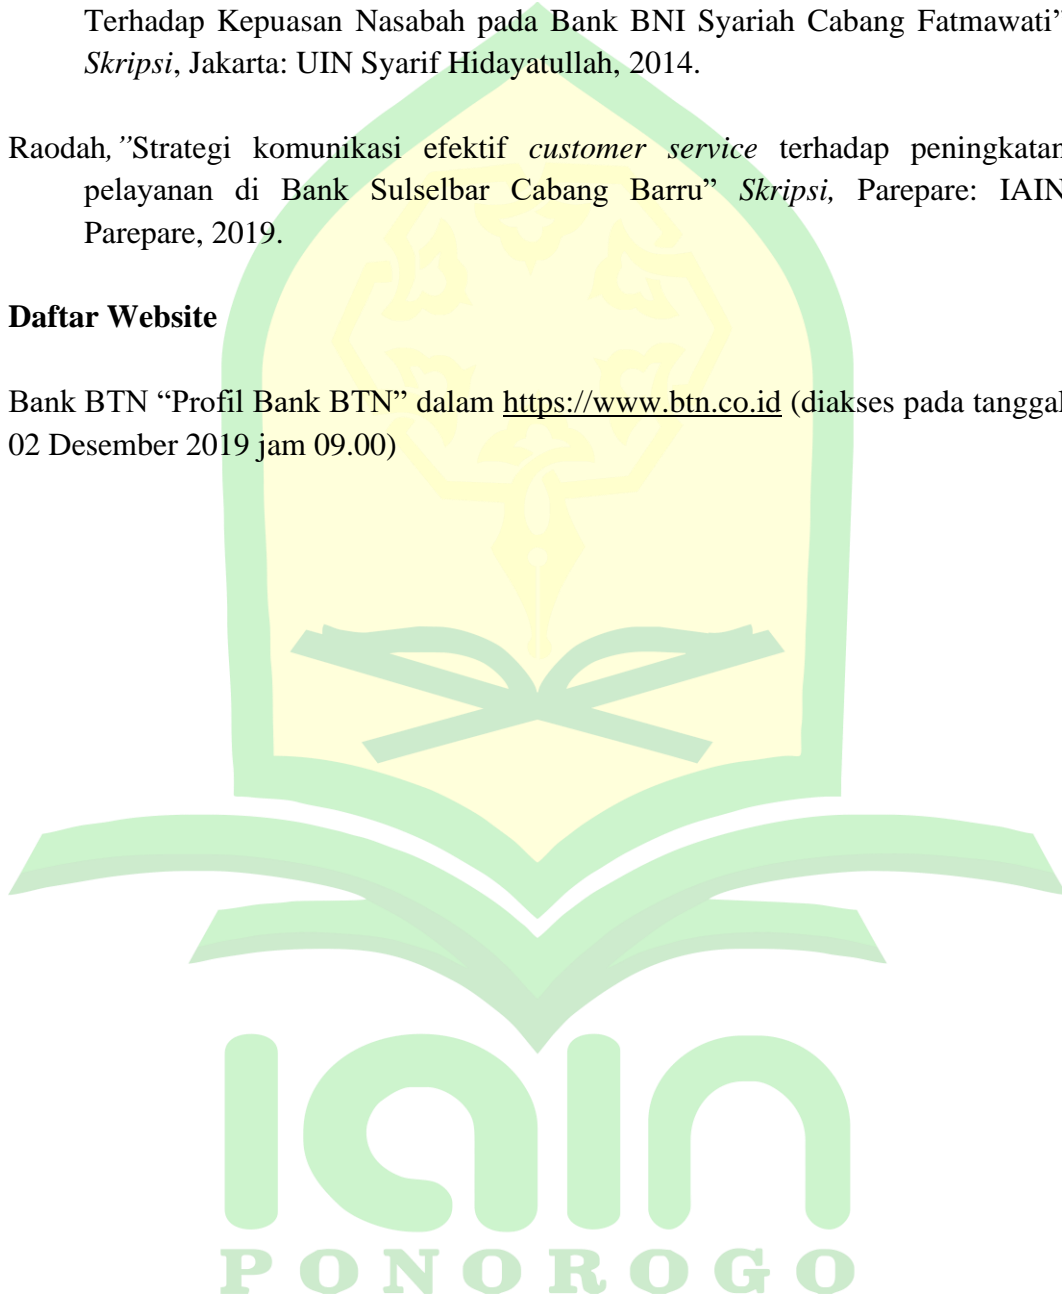 Terhadap Kepuasan Nasabah pada Bank BNI Syariah Cabang Fatmawati”
Skripsi, Jakarta: UIN Syarif Hidayatullah, 2014.
Raodah,”Strategi komunikasi efektif customer service terhadap peningkatan
pelayanan di Bank Sulselbar Cabang Barru” Skripsi, Parepare: IAIN
Parepare, 2019.
Daftar Website
Bank BTN “Profil Bank BTN” dalam https://www.btn.co.id (diakses pada tanggal
02 Desember 2019 jam 09.00)
iain
PONOROGO